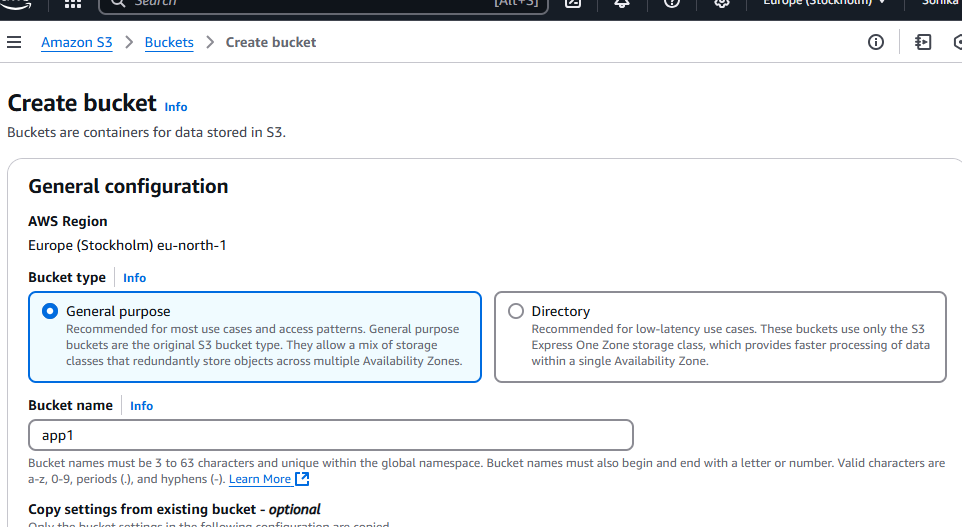 Search [Alt+S] Europe (Stockholm)
Amazon S3 > Buckets > Create bucket
Create bucket Info
Buckets are containers for data stored in S3.
General configuration
AWS Region
Europe (Stockholm) eu-north-1
Bucket type Info
General purpose
Recommended for most use cases and access patterns. General purpose
buckets are the original S3 bucket type. They allow a mix of storage
classes that redundantly store objects across multiple Availability Zones.
Directory
Recommended for low-latency use cases. These buckets use only the S3
Express One Zone storage class, which provides faster processing of data
within a single Availability Zone.
Bucket name Info
app1
Bucket names must be 3 to 63 characters and unique within the global namespace. Bucket names must also begin and end with a letter or number. Valid characters are
a-z, 0-9, periods (.), and hyphens (-). Learn More
Copy settings from existing bucket - optional
Only the bucket settings in the following configuration are copied.